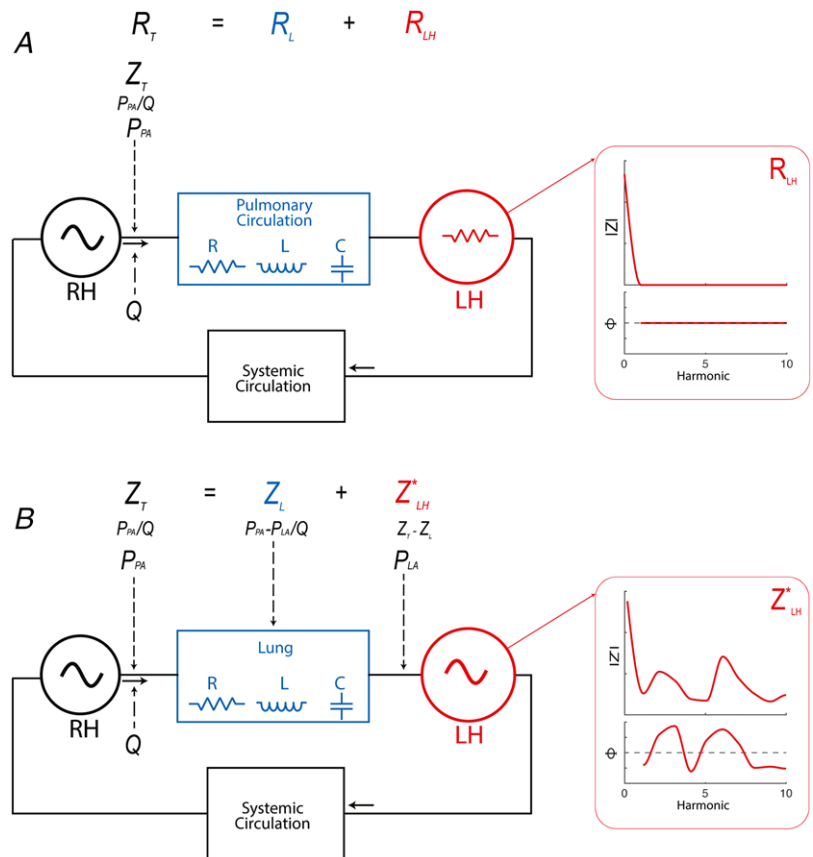 A
R_T = R_L + R_LH
Z_T
P_PA/Q
P_PA
Pulmonary
Circulation
R L C
RH
LH
Q
Systemic
Circulation
R_LH
|Z|
Φ
0 5 10
Harmonic
B
Z_T = Z_L + Z*_LH
P_PA/Q P_PA-P_LA/Q Z_T - Z_L
P_PA P_LA
Lung
R L C
RH
LH
Q
Systemic
Circulation
Z*_LH
|Z|
Φ
0 5 10
Harmonic